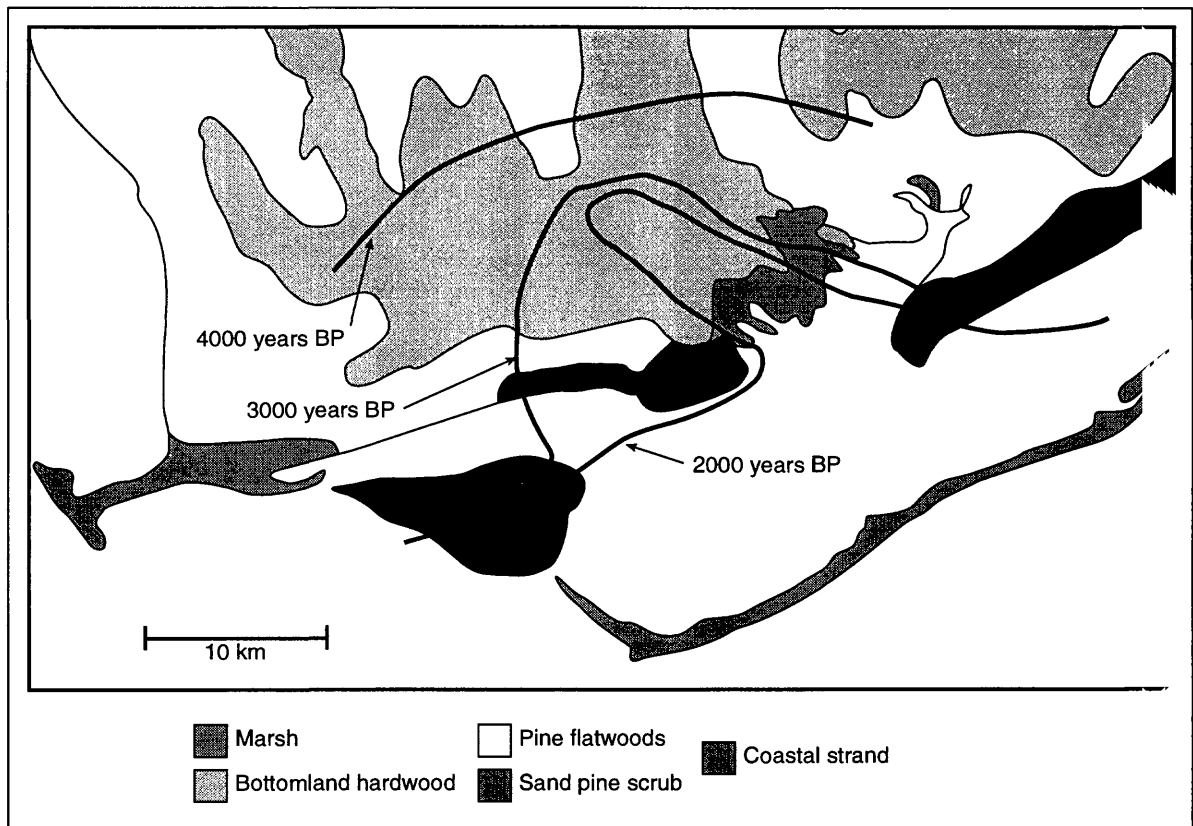 4000 years BP
3000 years BP
2000 years BP
10 km
Marsh
Pine flatwoods
Coastal strand
Bottomland hardwood
Sand pine scrub